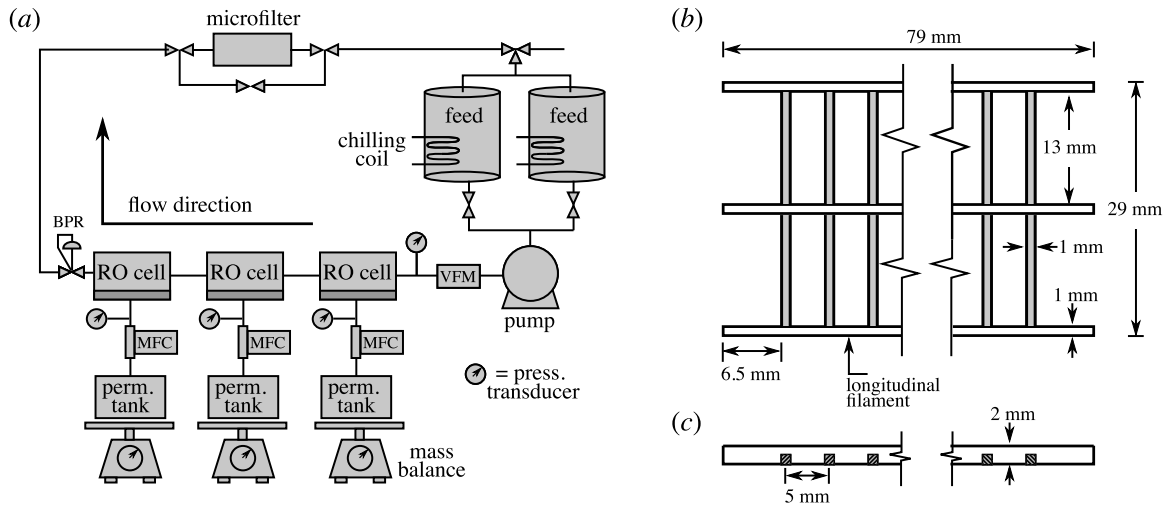 (a)
microfilter
feed
feed
chilling
coil
flow direction
BPR
RO cell
RO cell
RO cell
VFM
pump
MFC
MFC
MFC
perm.
tank
perm.
tank
perm.
tank
= press.
transducer
mass
balance
(b)
79 mm
13 mm
29 mm
1 mm
1 mm
6.5 mm
longitudinal
filament
(c)
2 mm
5 mm